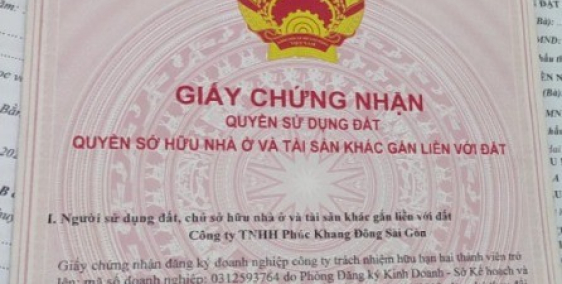 GIẤY CHỨNG NHẬN
QUYỀN SỬ DỤNG ĐẤT
QUYỀN SỞ HỮU NHÀ Ở VÀ TÀI SẢN KHÁC GẮN LIỀN VỚI ĐẤT
I. Người sử dụng đất, chủ sở hữu nhà ở và tài sản khác gắn liền với đất
Công ty TNHH Phúc Khang Đông Sài Gòn
Giấy chứng nhận đăng ký doanh nghiệp công ty trách nhiệm hữu hạn hai thành viên trở
lên: mã số doanh nghiệp: 0312593764 do Phòng Đăng ký Kinh Doanh - Sở Kế hoạch và